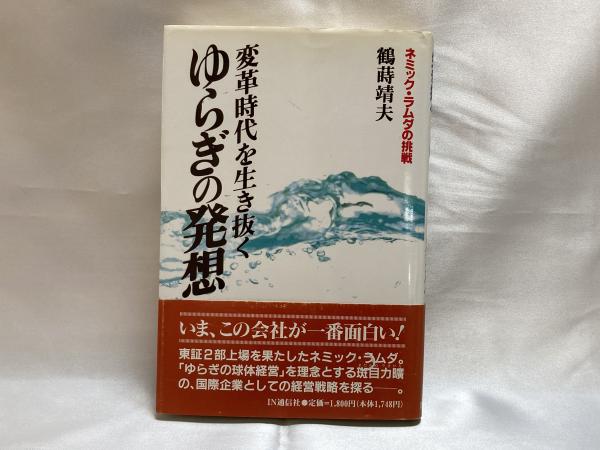 ネミック・ラムダの挑戦
鶴蒔靖夫
変革時代を生き抜く
ゆらぎの発想
いま、この会社が一番面白い!
東証2部上場を果たしたネミック・ラムダ。
「ゆらぎの球体経営」を理念とする斑目力曠
の、国際企業としての経営戦略を探る――。
IN通信社●定価=1,800円(本体1,748円)